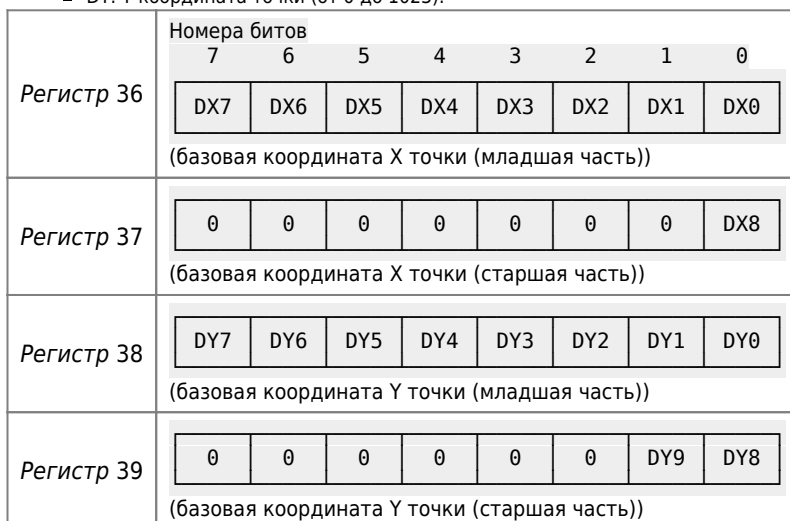 DY: Y координата точки (от 0 до 1023).
Номера битов
7 6 5 4 3 2 1 0
Регистр 36
DX7 DX6 DX5 DX4 DX3 DX2 DX1 DX0
(базовая координата X точки (младшая часть))
Регистр 37
0 0 0 0 0 0 0 DX8
(базовая координата X точки (старшая часть))
Регистр 38
DY7 DY6 DY5 DY4 DY3 DY2 DY1 DY0
(базовая координата Y точки (младшая часть))
Регистр 39
0 0 0 0 0 0 DY9 DY8
(базовая координата Y точки (старшая часть))